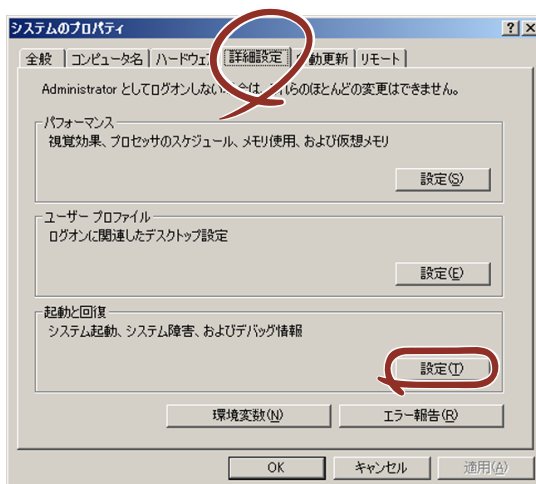 システムのプロパティ
全般 コンピュータ名 ハードウェ 詳細設定 動更新 リモート
Administrator としてログオンしない 合は、 れらのほとんどの変更はできません。
パフォーマンス
視覚効果、プロセッサのスケジュール、メモリ使用、および仮想メモリ
設定(S)
ユーザー プロファイル
ログオンに関連したデスクトップ設定
設定(E)
起動と回復
システム起動、システム障害、およびデバッグ情報
設定(T)
環境変数(N) エラー報告(R)
OK キャンセル 適用(A)